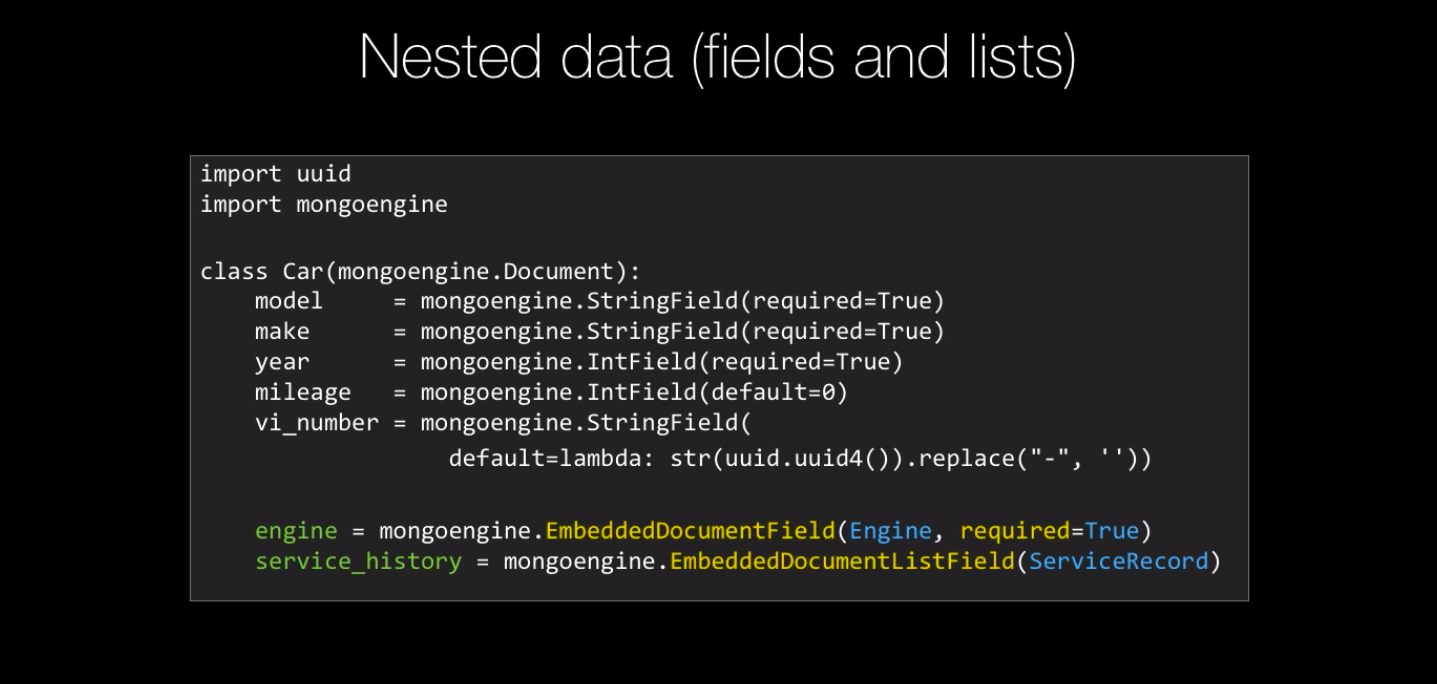 Nested data (fields and lists)
import uuid
import mongoengine
class Car(mongoengine.Document):
    model     = mongoengine.StringField(required=True)
    make      = mongoengine.StringField(required=True)
    year      = mongoengine.IntField(required=True)
    mileage   = mongoengine.IntField(default=0)
    vi_number = mongoengine.StringField(
                  default=lambda: str(uuid.uuid4()).replace("-", ''))
    engine = mongoengine.EmbeddedDocumentField(Engine, required=True)
    service_history = mongoengine.EmbeddedDocumentListField(ServiceRecord)